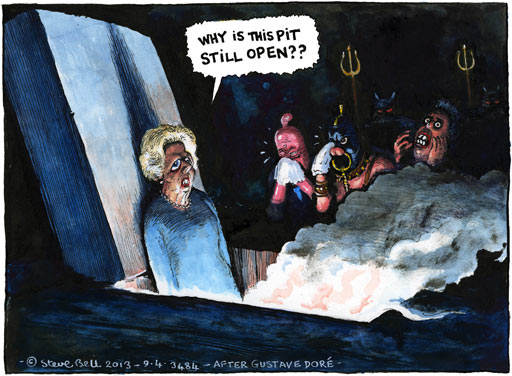 WHY IS THIS PIT
STILL OPEN??
-© Steve Bell 2013-9·4·3484-AFTER GUSTAVE DORÉ-